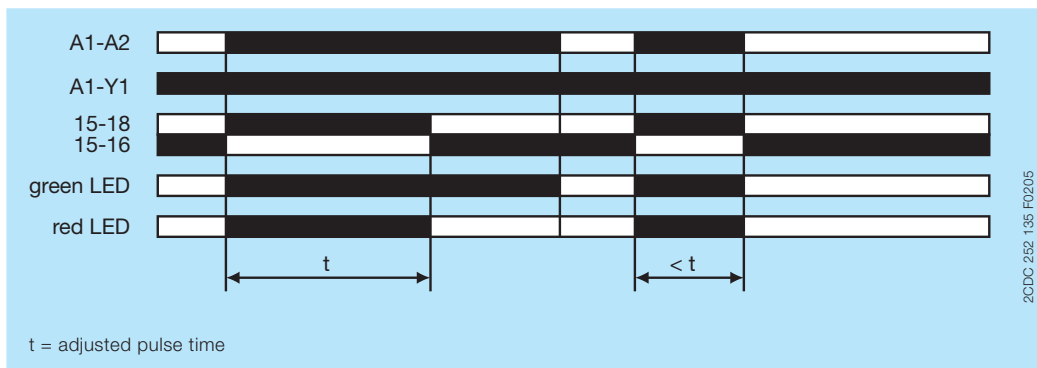 A1-A2
A1-Y1
15-18
15-16
green LED
red LED
t
< t
t = adjusted pulse time
2CDC 252 135 F0205